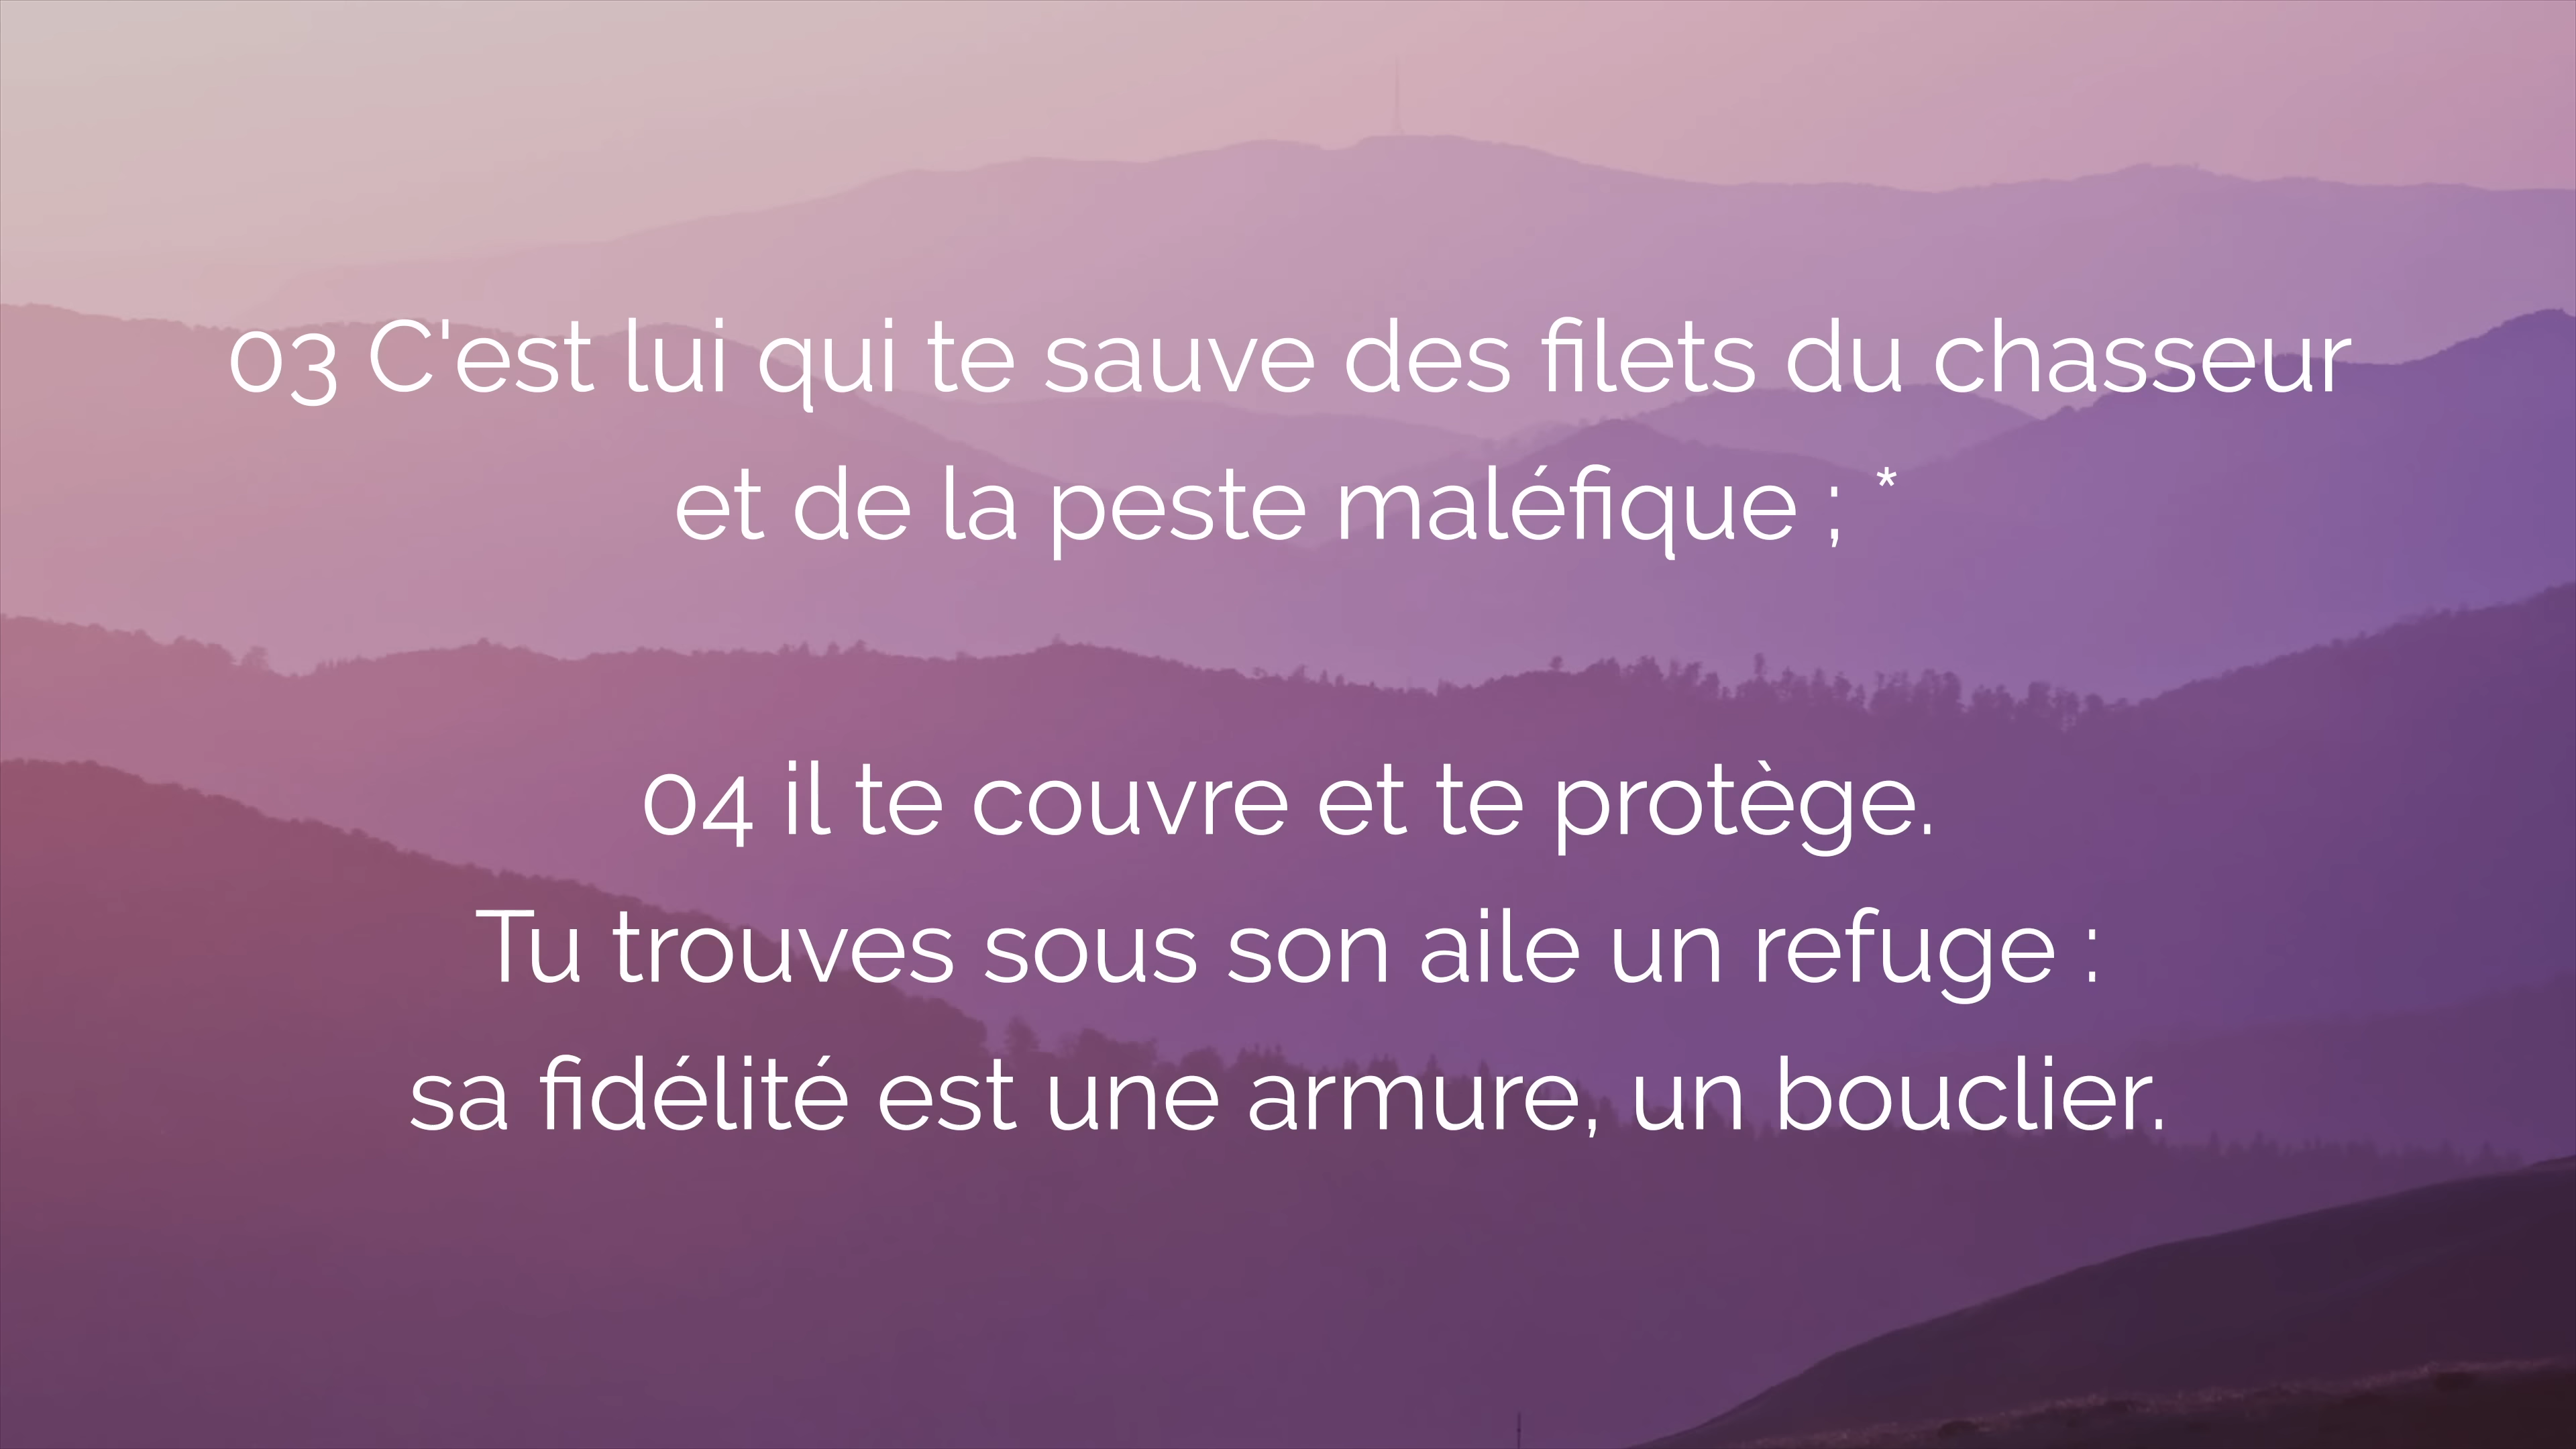 03 C'est lui qui te sauve des filets du chasseur
et de la peste maléfique ; *
04 il te couvre et te protège.
Tu trouves sous son aile un refuge :
sa fidélité est une armure, un bouclier.